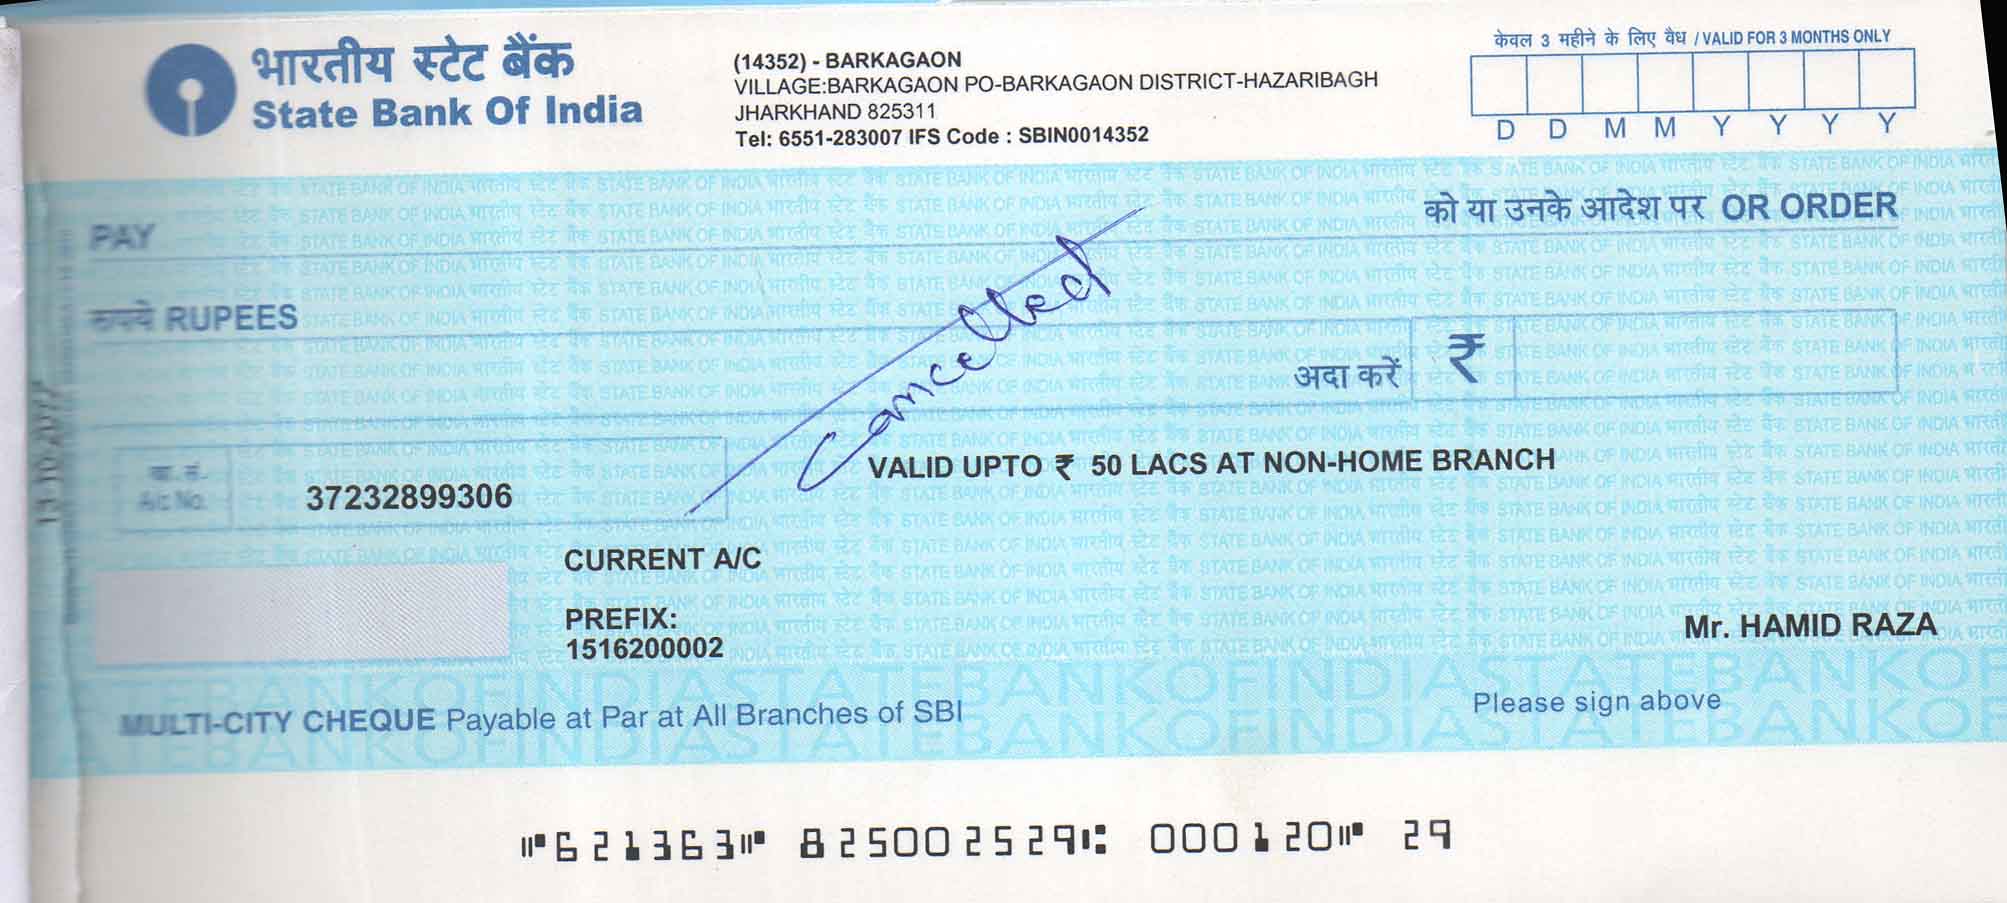 भारतीय स्टेट बैंक
State Bank Of India
(14352) - BARKAGAON
VILLAGE:BARKAGAON PO-BARKAGAON DISTRICT-HAZARIBAGH
JHARKHAND 825311
Tel: 6551-283007 IFS Code : SBIN0014352
केवल 3 महीने के लिए वैध / VALID FOR 3 MONTHS ONLY
D D M M Y Y Y Y
PAY
को या उनके आदेश पर OR ORDER
रुपये RUPEES
Cancelled
अदा करें ₹
खा. सं.
A/c No.
37232899306
VALID UPTO ₹ 50 LACS AT NON-HOME BRANCH
CURRENT A/C
PREFIX:
1516200002
Mr. HAMID RAZA
MULTI-CITY CHEQUE Payable at Par at All Branches of SBI
Please sign above
⑈621363⑈ 825002529⑆ 000120⑈ 29